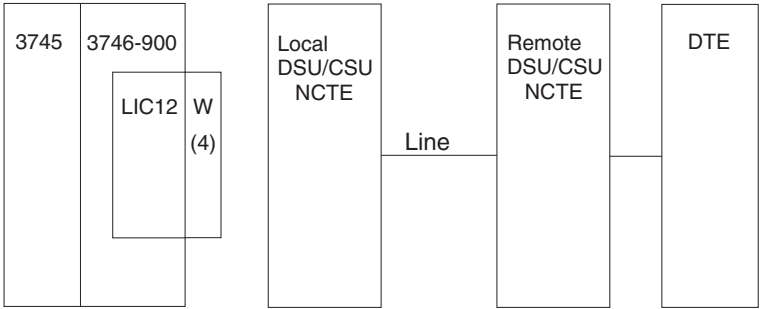 3745
3746-900
LIC12
W
(4)
Local
DSU/CSU
NCTE
Line
Remote
DSU/CSU
NCTE
DTE